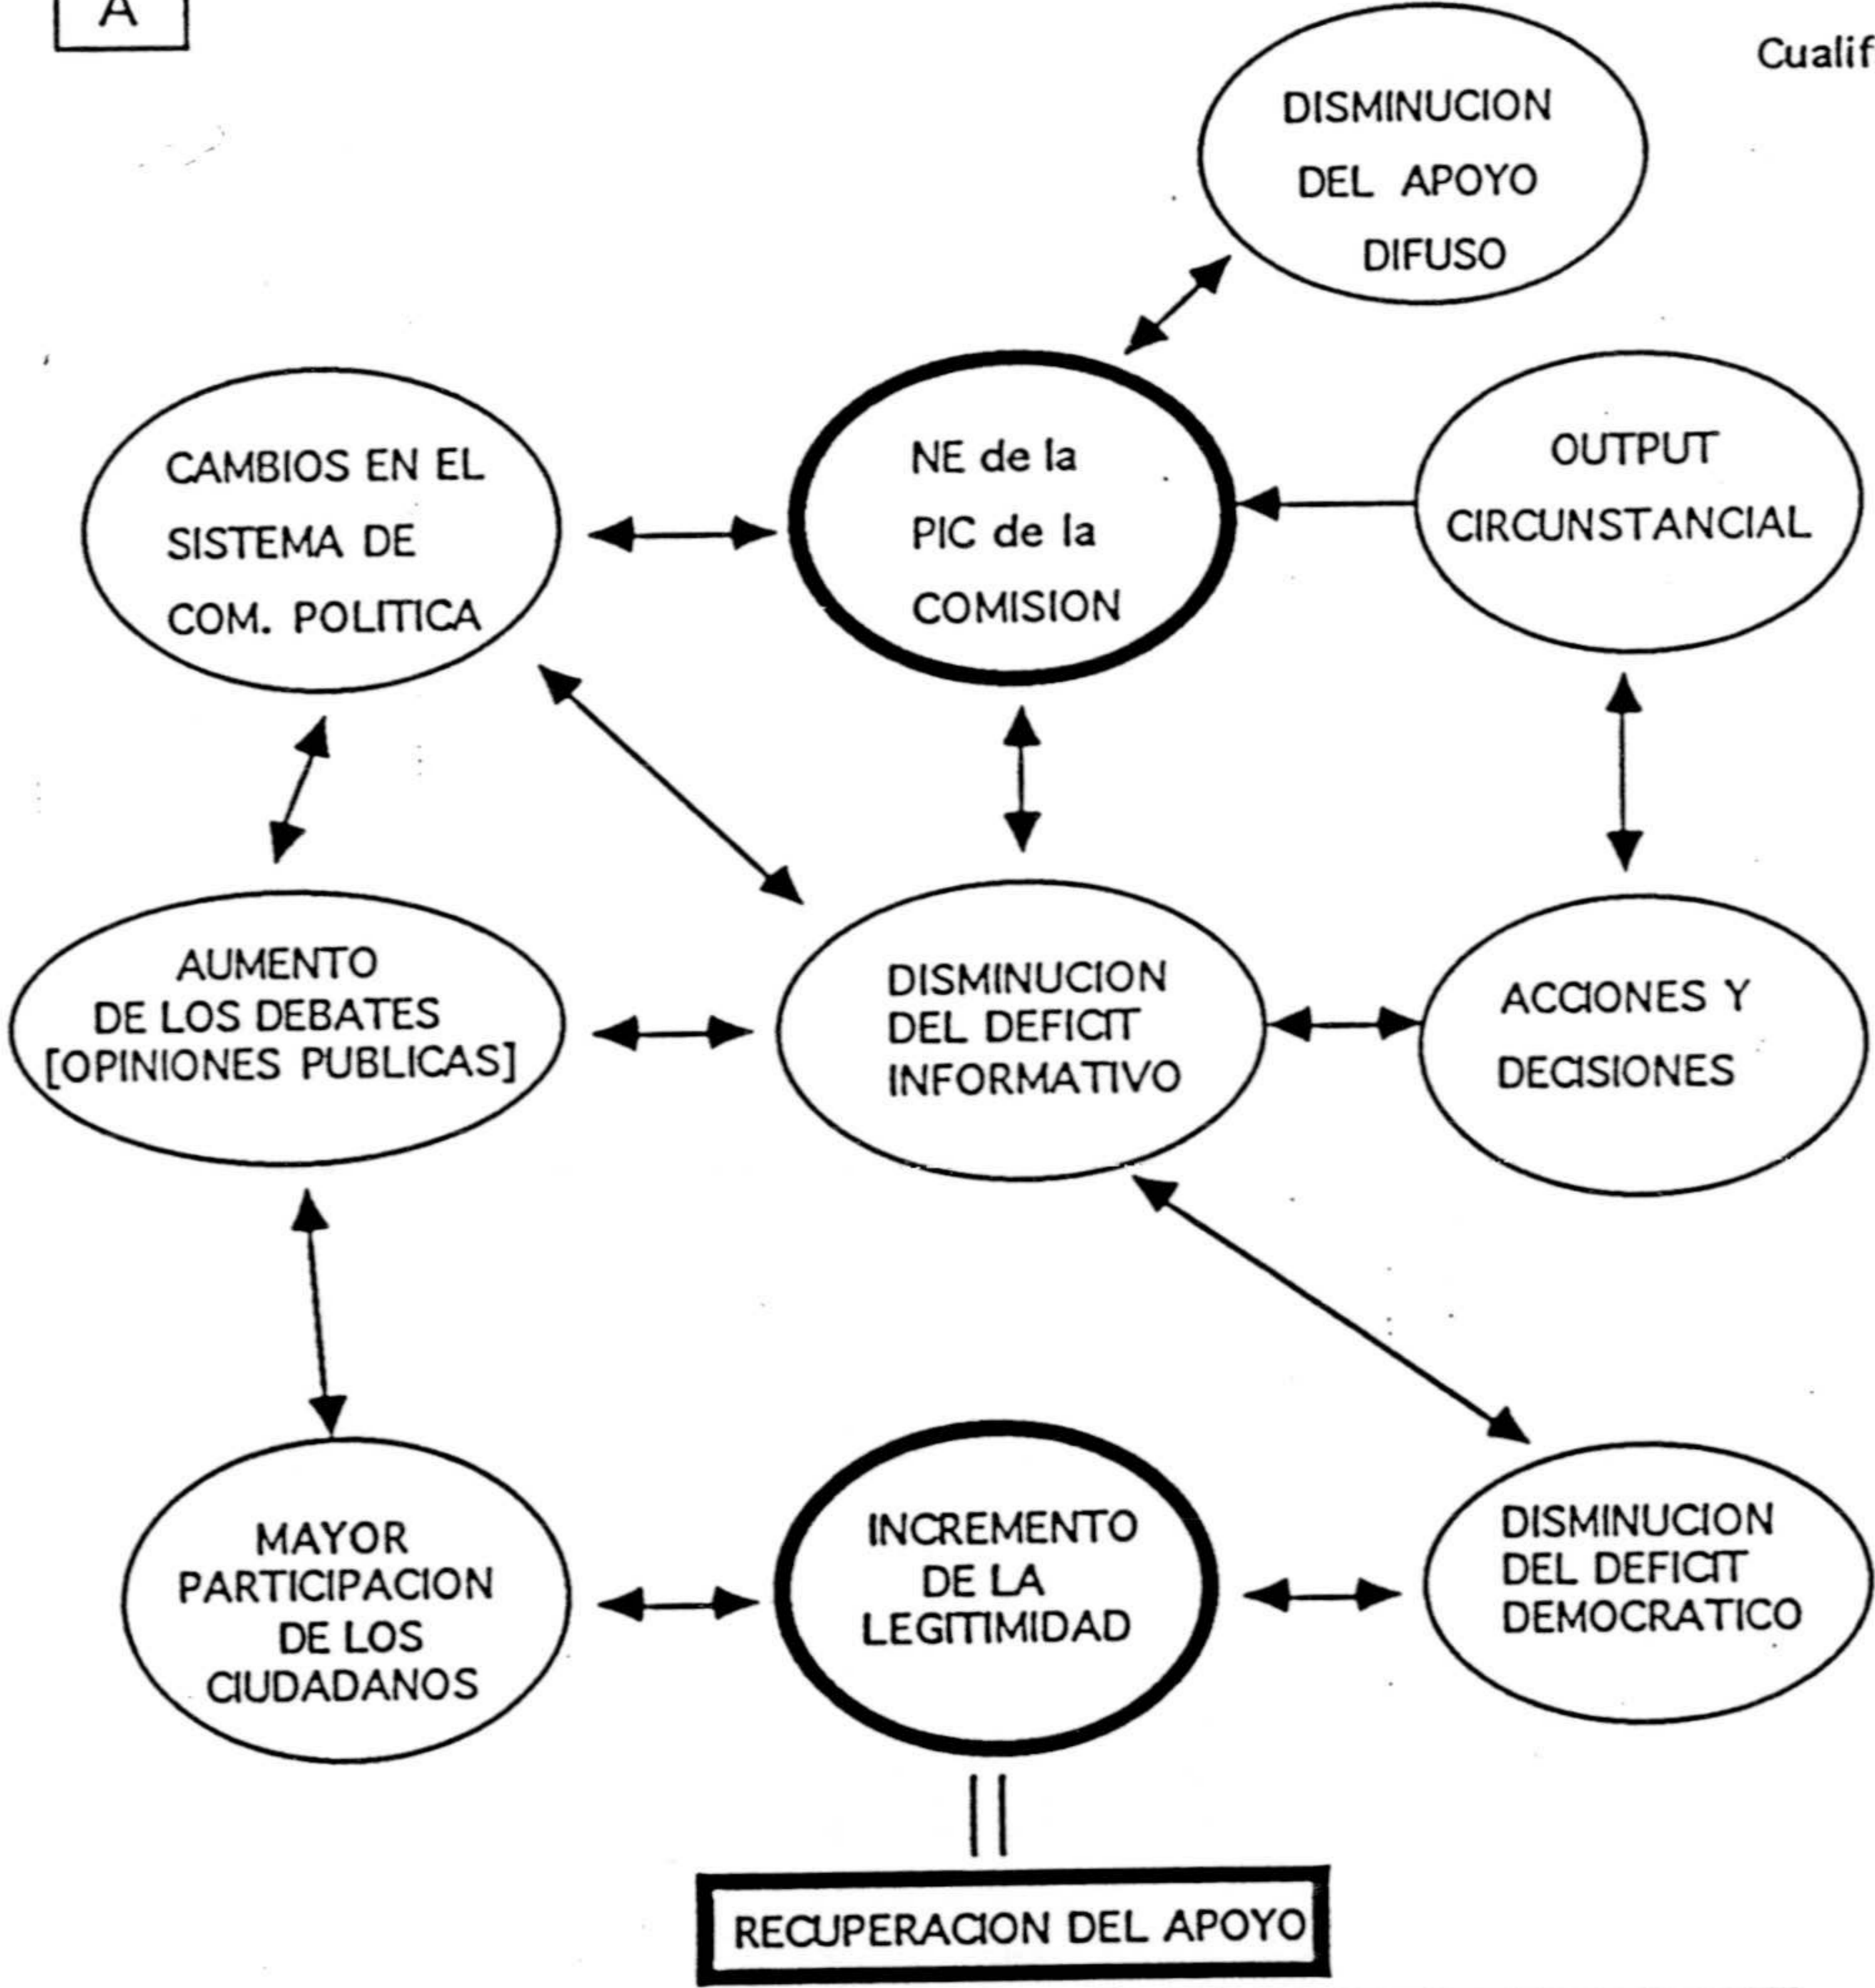 A
Cualif
DISMINUCION
DEL APOYO
DIFUSO
CAMBIOS EN EL
SISTEMA DE
COM. POLITICA
NE de la
PIC de la
COMISION
OUTPUT
CIRCUNSTANCIAL
AUMENTO
DE LOS DEBATES
[OPINIONES PUBLICAS]
DISMINUCION
DEL DEFICIT
INFORMATIVO
ACCIONES Y
DECISIONES
MAYOR
PARTICIPACION
DE LOS
CIUDADANOS
INCREMENTO
DE LA
LEGITIMIDAD
DISMINUCION
DEL DEFICIT
DEMOCRATICO
RECUPERACION DEL APOYO